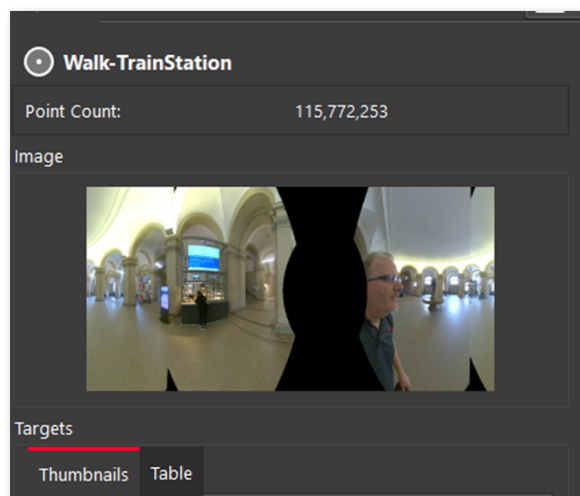 Walk-TrainStation
Point Count: 115,772,253
Image
Targets
Thumbnails Table